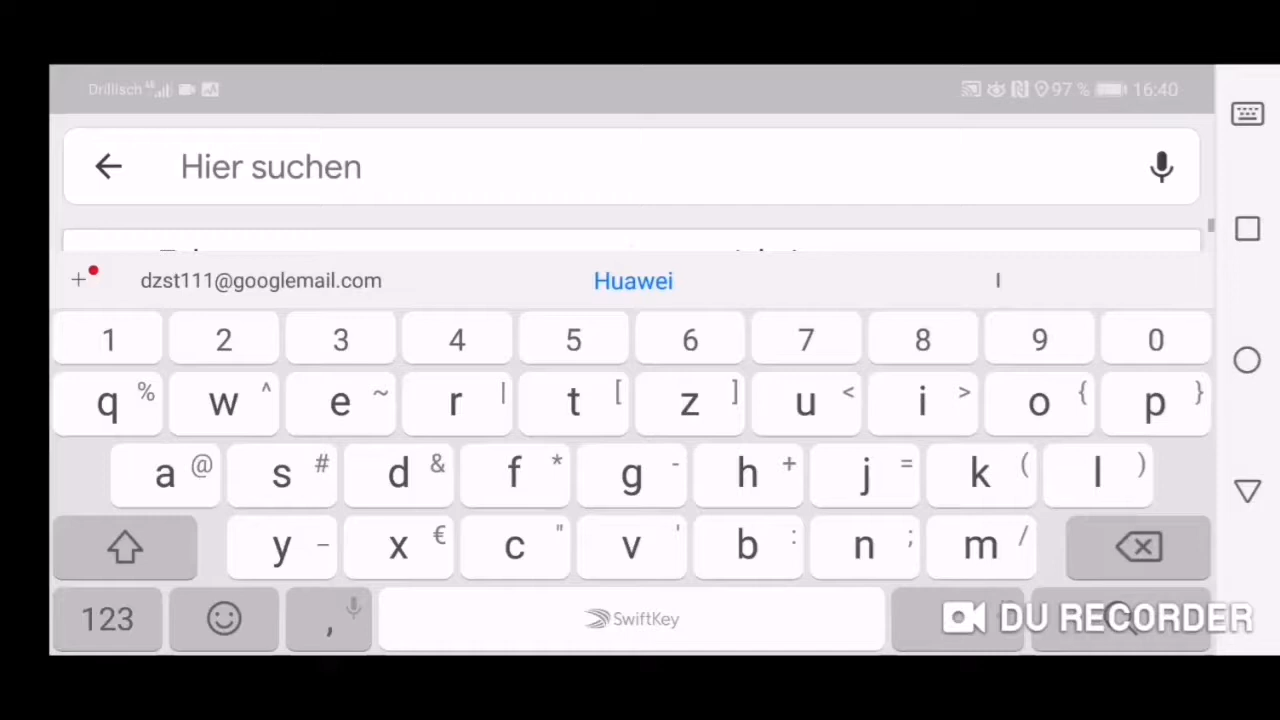 Drillisch 97 % 16:40
Hier suchen
dzst111@googlemail.com Huawei I
1 2 3 4 5 6 7 8 9 0
q % w ^ e ~ r | t [ z ] u < i > o { p }
a @ s # d & f * g - h + j = k ( l )
y _ x € c " v ' b : n ; m /
123 , SwiftKey
DU RECORDER